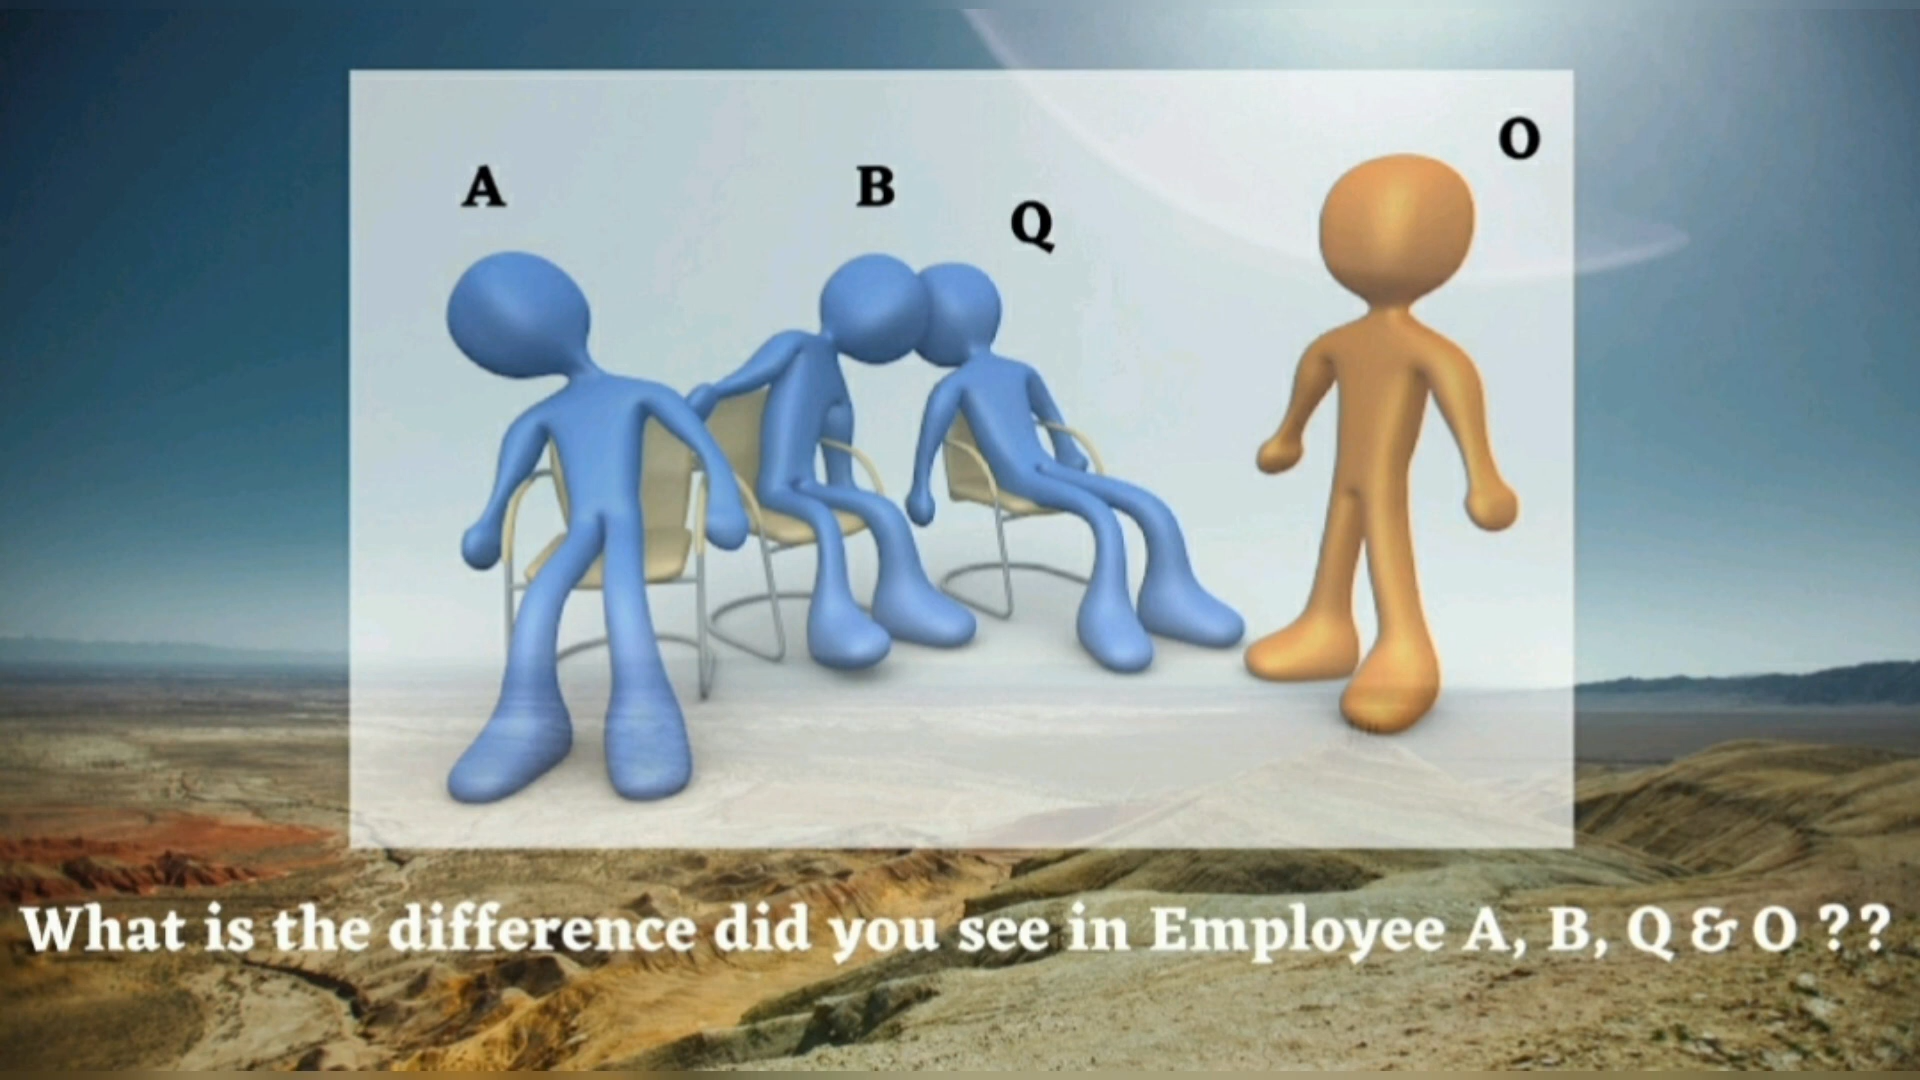 A
B
Q
O
What is the difference did you see in Employee A, B, Q & O ??